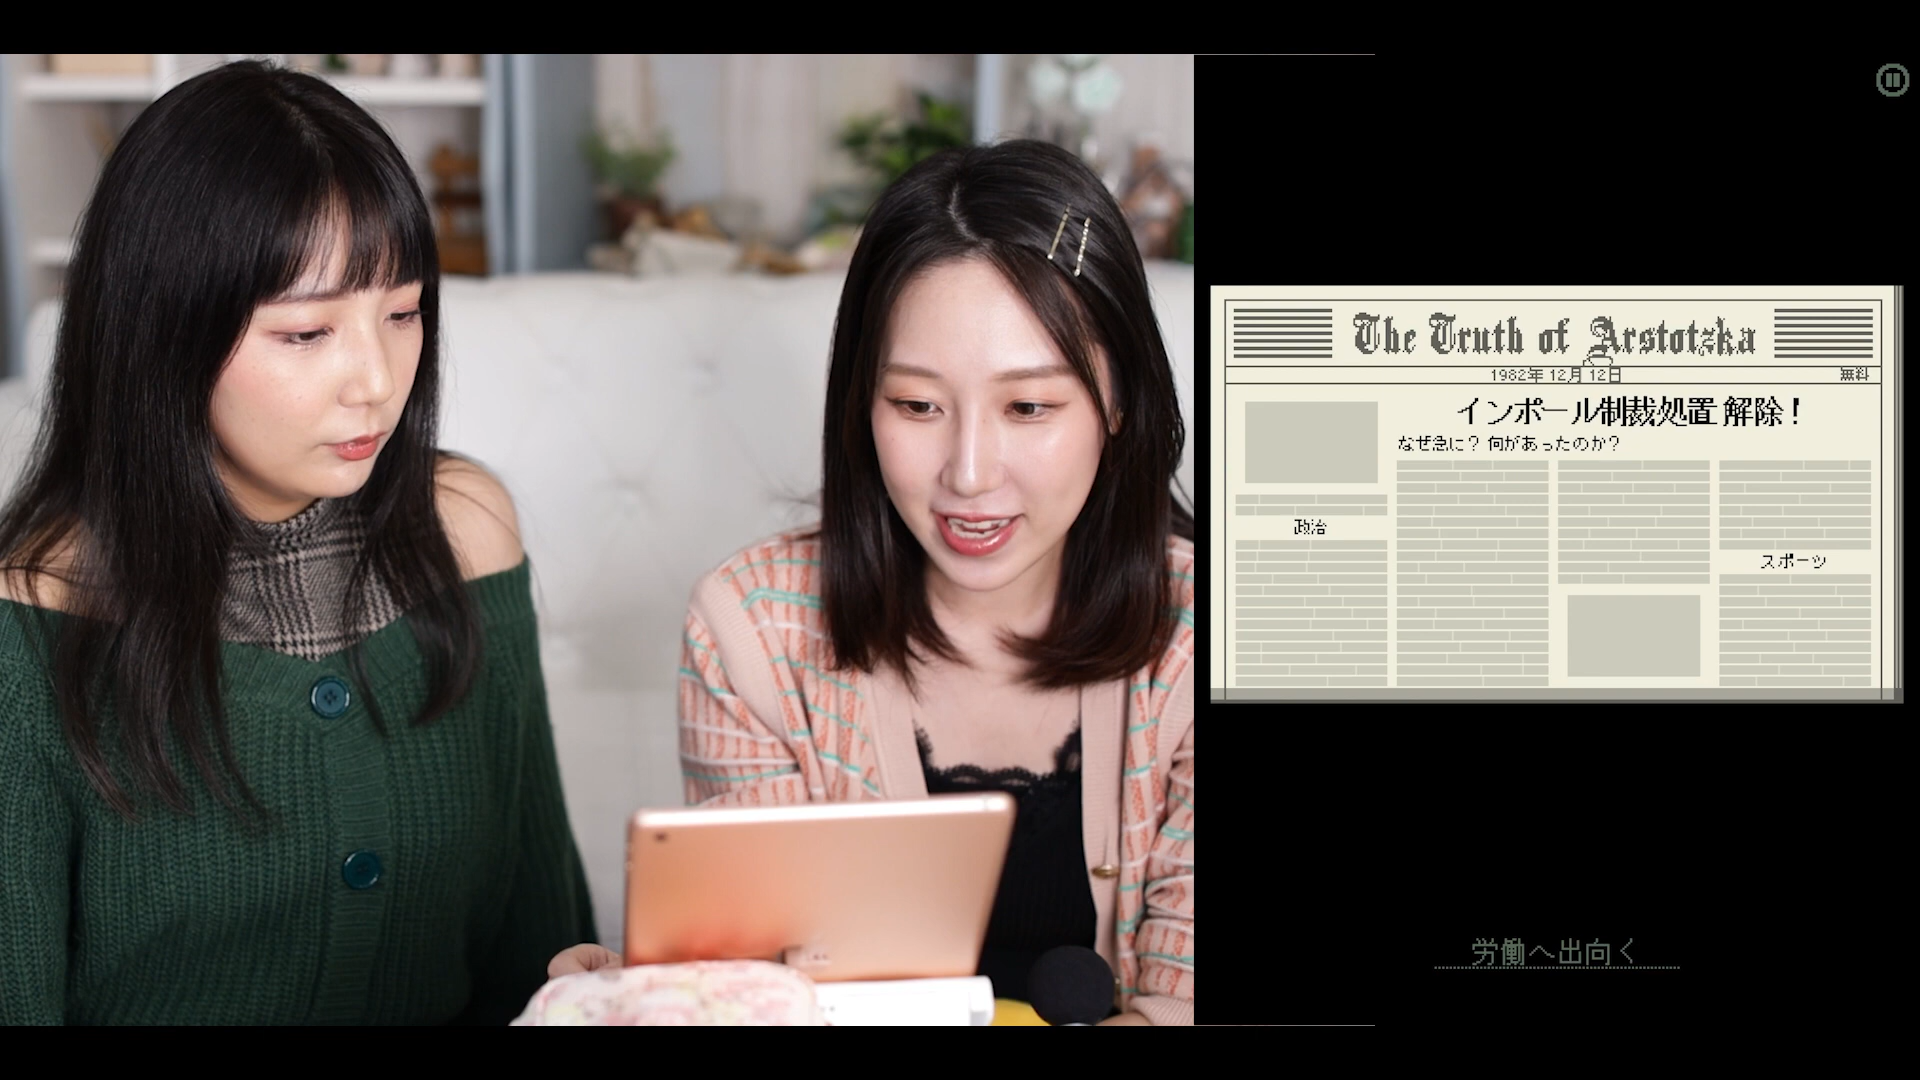 The Truth of Arstotzka
1982年 12月 12日
無料
インポール制裁処置 解除！
なぜ急に？ 何があったのか？
政治
スポーツ
労働へ出向く